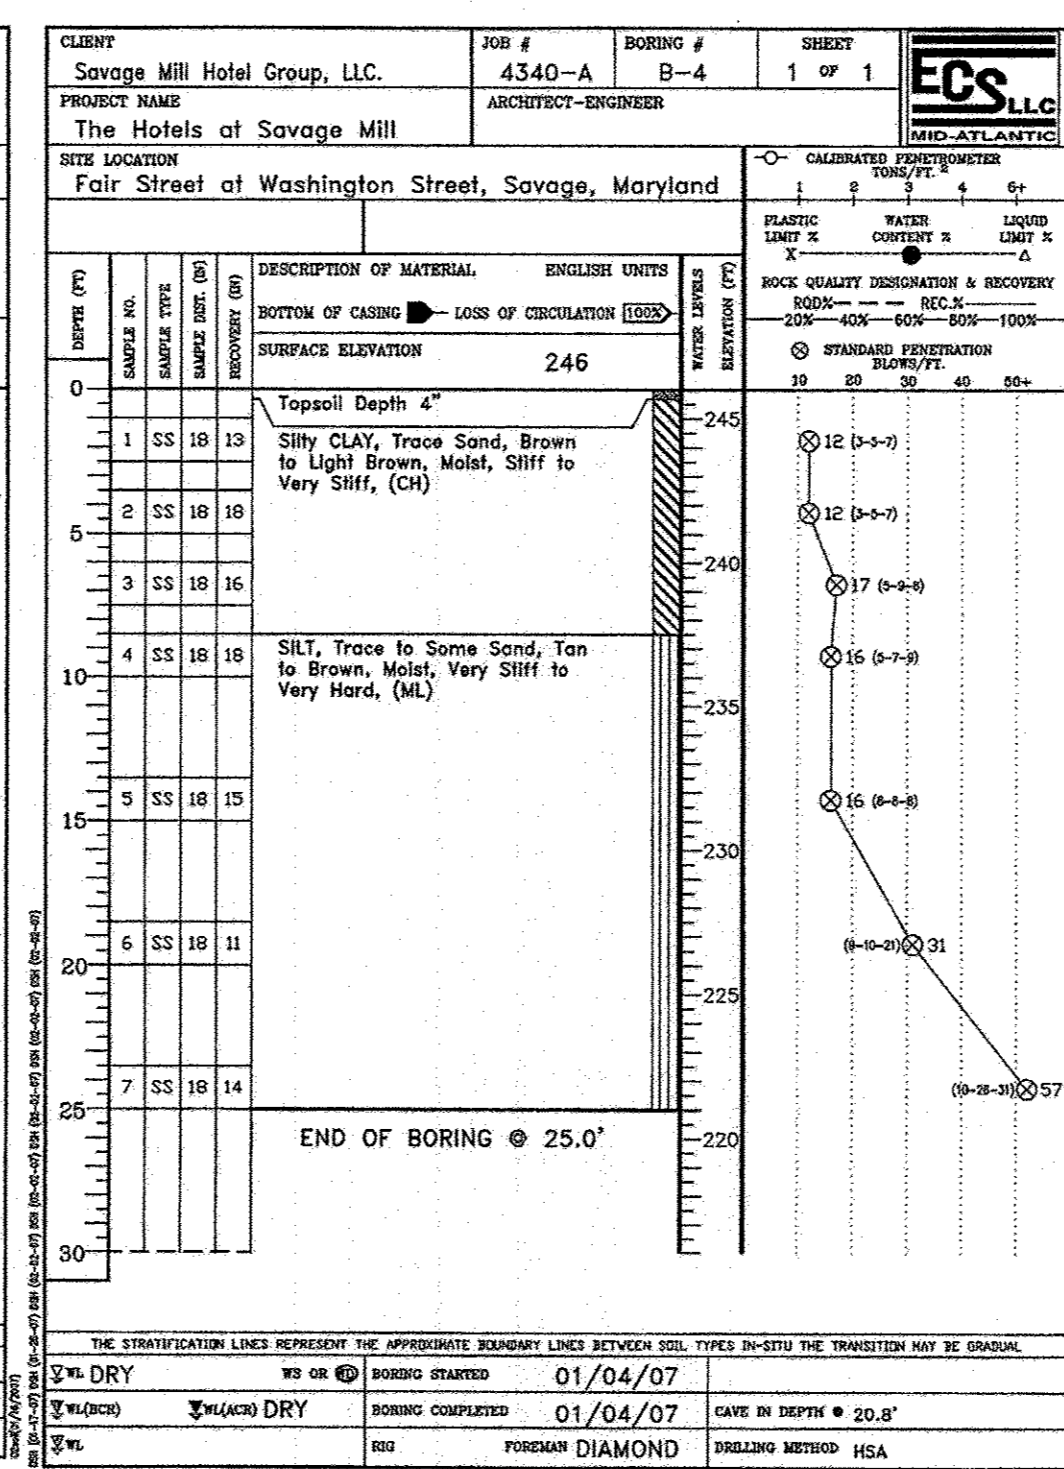 CLIENT
Savage Mill Hotel Group, LLC.
JOB #
4340-A
BORING #
B-4
SHEET
1 OF 1
ECS LLC
MID-ATLANTIC
PROJECT NAME
The Hotels at Savage Mill
ARCHITECT-ENGINEER
SITE LOCATION
Fair Street at Washington Street, Savage, Maryland
CALIBRATED PENETROMETER
TONS/FT. 2
1 2 3 4 6+
PLASTIC LIMIT %
WATER CONTENT %
LIQUID LIMIT %
X Δ
ROCK QUALITY DESIGNATION & RECOVERY
RQD% REC.%
20% 40% 60% 80% 100%
STANDARD PENETRATION
BLOWS/FT.
10 20 30 40 50+
DEPTH (FT)
SAMPLE NO.
SAMPLE TYPE
SAMPLE DIST. (IN)
RECOVERY (IN)
DESCRIPTION OF MATERIAL ENGLISH UNITS
BOTTOM OF CASING LOSS OF CIRCULATION 100%
SURFACE ELEVATION 246
WATER LEVELS
ELEVATION (FT)
0
Topsoil Depth 4"
245
1 SS 18 13
Silty CLAY, Trace Sand, Brown
to Light Brown, Moist, Stiff to
Very Stiff, (CH)
12 (3-5-7)
2 SS 18 18
12 (3-5-7)
5
240
3 SS 18 16
17 (5-9-8)
4 SS 18 18
SILT, Trace to Some Sand, Tan
to Brown, Moist, Very Stiff to
Very Hard, (ML)
16 (5-7-9)
10
235
5 SS 18 15
16 (8-8-8)
15
230
6 SS 18 11
(9-10-21) 31
20
225
7 SS 18 14
(10-26-31) 57
25
END OF BORING @ 25.0'
220
30
THE STRATIFICATION LINES REPRESENT THE APPROXIMATE BOUNDARY LINES BETWEEN SOIL TYPES IN-SITU THE TRANSITION MAY BE GRADUAL
WL DRY WS OR WD
BORING STARTED 01/04/07
WL(BCR) WL(ACR) DRY
BORING COMPLETED 01/04/07
CAVE IN DEPTH @ 20.8'
WL
RIG FOREMAN DIAMOND
DRILLING METHOD HSA